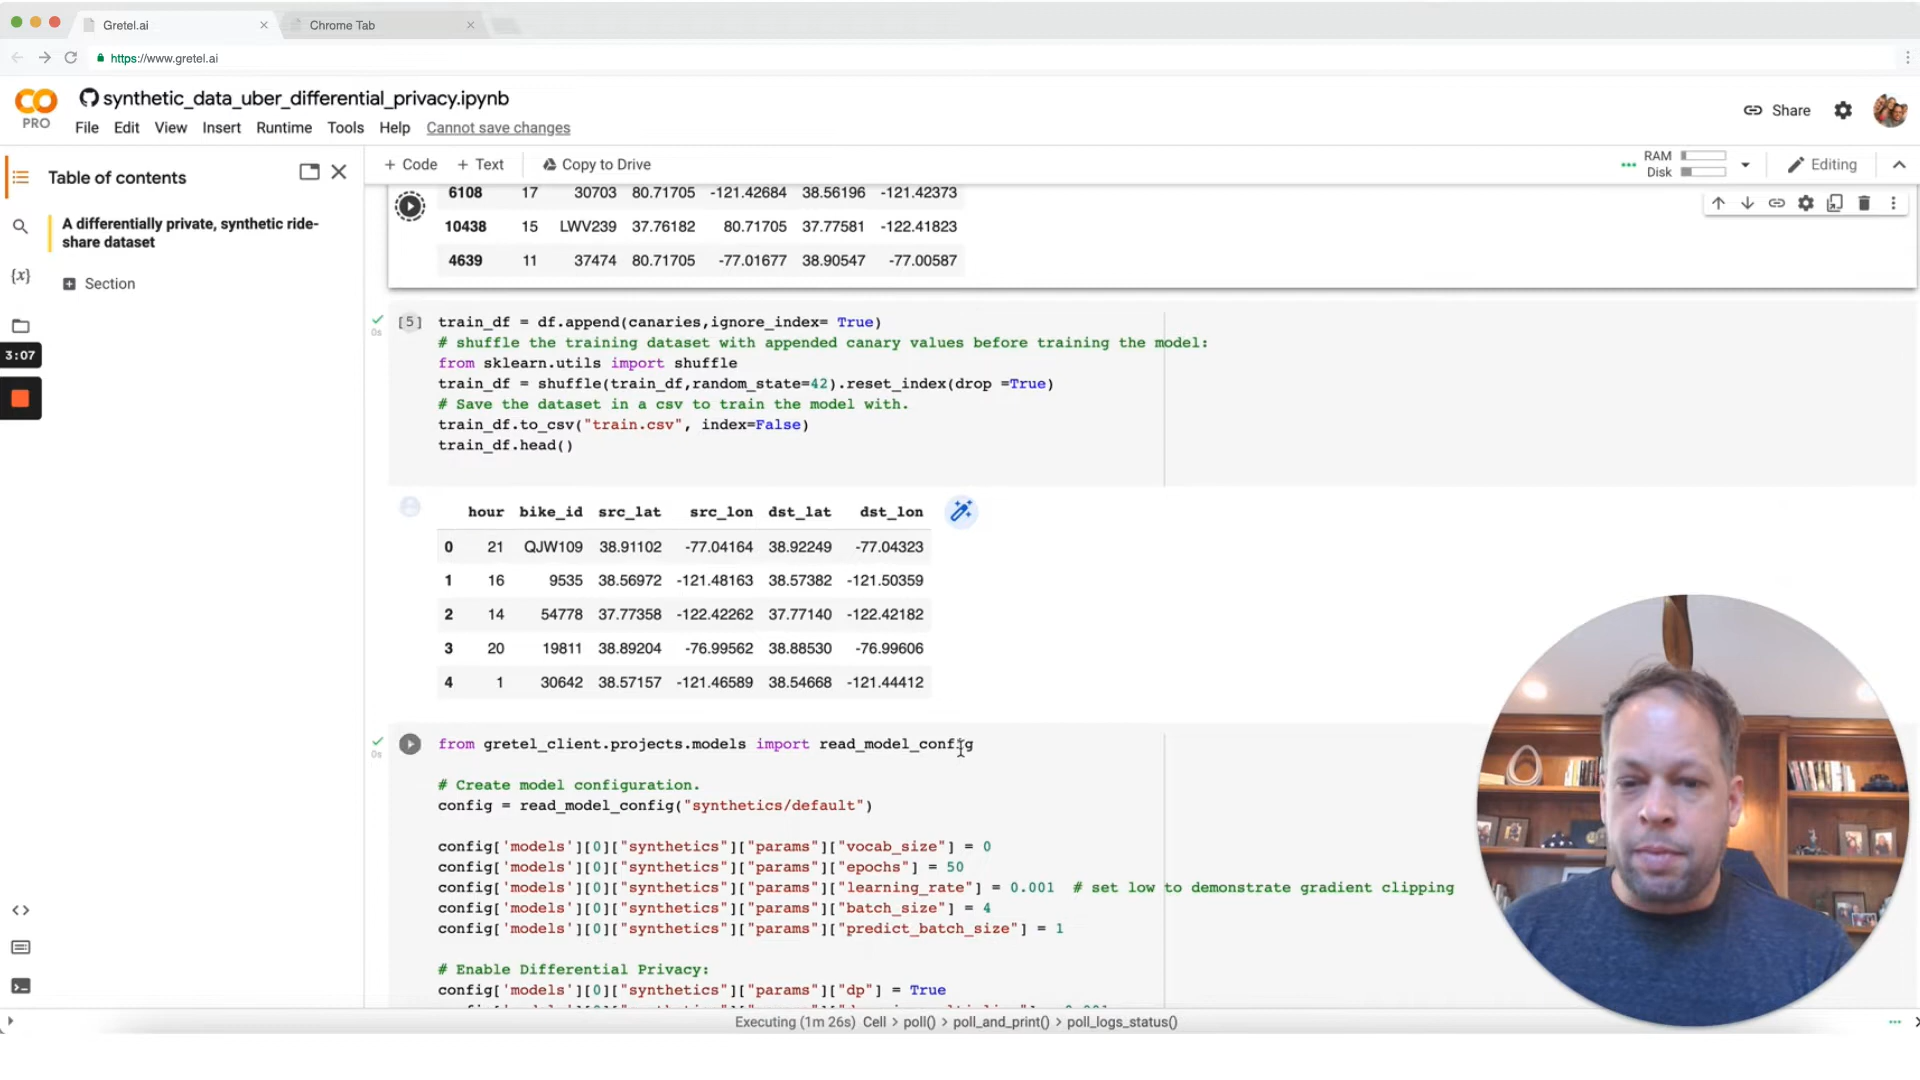 Gretel.ai
Chrome Tab
https://www.gretel.ai
PRO
synthetic_data_uber_differential_privacy.ipynb
File Edit View Insert Runtime Tools Help Cannot save changes
Share
Table of contents
+ Code + Text Copy to Drive
RAM
Disk
Editing
A differentially private, synthetic ride-
share dataset
Section
3:07
6108 17 30703 80.71705 -121.42684 38.56196 -121.42373
10438 15 LWV239 37.76182 80.71705 37.77581 -122.41823
4639 11 37474 80.71705 -77.01677 38.90547 -77.00587
0s
[5] train_df = df.append(canaries,ignore_index= True)
# shuffle the training dataset with appended canary values before training the model:
from sklearn.utils import shuffle
train_df = shuffle(train_df,random_state=42).reset_index(drop =True)
# Save the dataset in a csv to train the model with.
train_df.to_csv("train.csv", index=False)
train_df.head()
hour bike_id src_lat src_lon dst_lat dst_lon
0 21 QJW109 38.91102 -77.04164 38.92249 -77.04323
1 16 9535 38.56972 -121.48163 38.57382 -121.50359
2 14 54778 37.77358 -122.42262 37.77140 -122.42182
3 20 19811 38.89204 -76.99562 38.88530 -76.99606
4 1 30642 38.57157 -121.46589 38.54668 -121.44412
0s
from gretel_client.projects.models import read_model_config
# Create model configuration.
config = read_model_config("synthetics/default")
config['models'][0]["synthetics"]["params"]["vocab_size"] = 0
config['models'][0]["synthetics"]["params"]["epochs"] = 50
config['models'][0]["synthetics"]["params"]["learning_rate"] = 0.001 # set low to demonstrate gradient clipping
config['models'][0]["synthetics"]["params"]["batch_size"] = 4
config['models'][0]["synthetics"]["params"]["predict_batch_size"] = 1
# Enable Differential Privacy:
config['models'][0]["synthetics"]["params"]["dp"] = True
Executing (1m 26s) Cell > poll() > poll_and_print() > poll_logs_status()